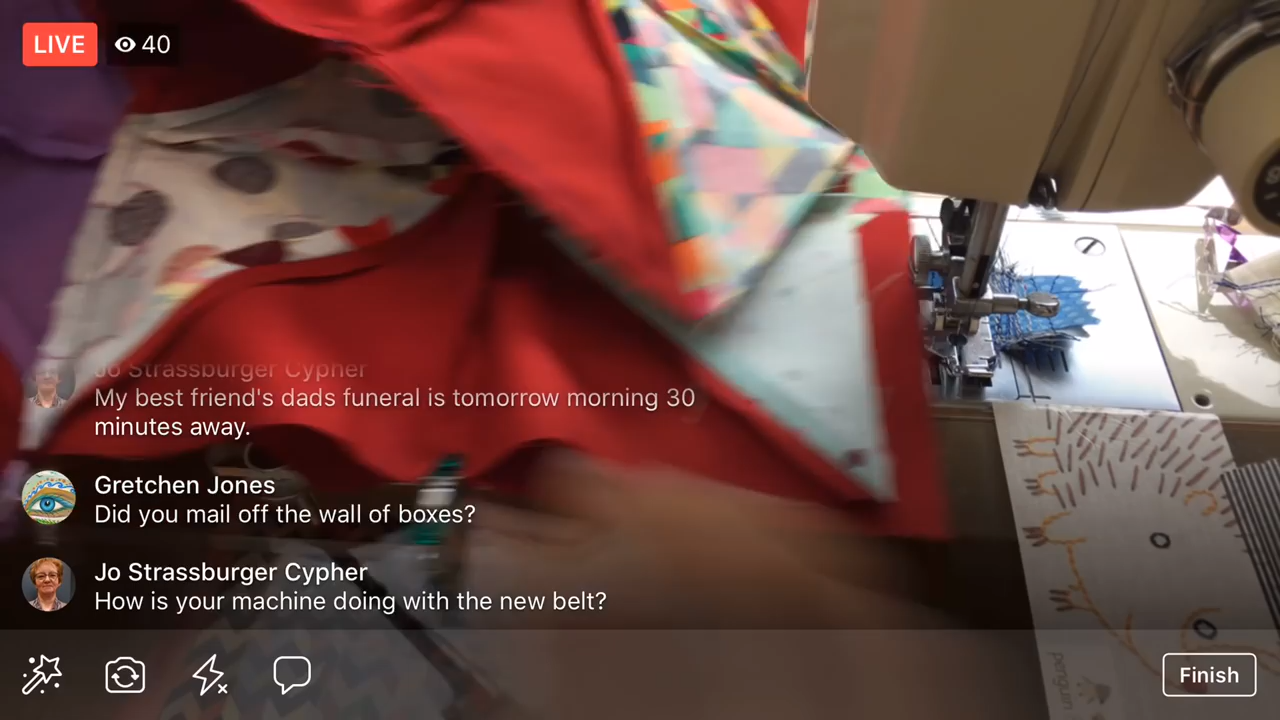 LIVE
40
Jo Strassburger Cypher
My best friend's dads funeral is tomorrow morning 30
minutes away.
Gretchen Jones
Did you mail off the wall of boxes?
Jo Strassburger Cypher
How is your machine doing with the new belt?
Finish
penguin